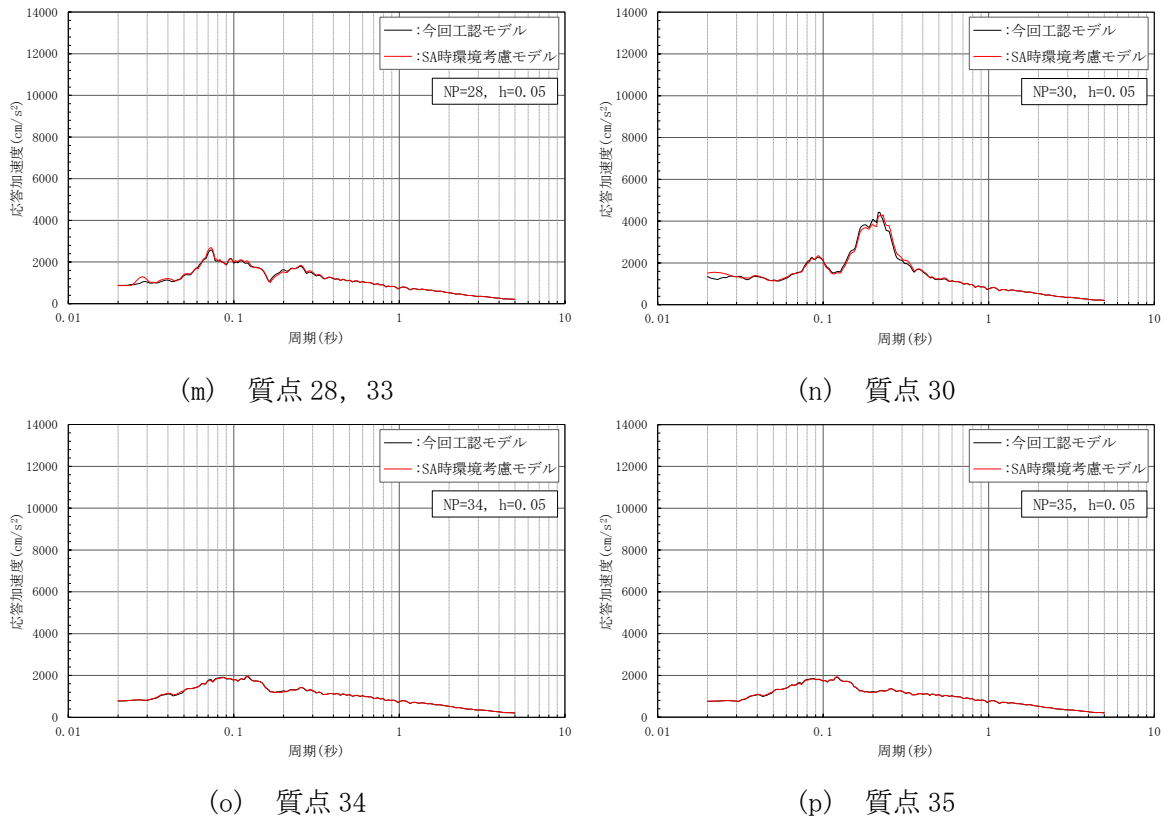 14000
12000
10000
8000
6000
4000
2000
0
応答加速度(cm/s²)
0.01
0.1
1
10
周期(秒)
:今回工認モデル
:SA時環境考慮モデル
NP=28, h=0.05
(m) 質点 28, 33
14000
12000
10000
8000
6000
4000
2000
0
応答加速度(cm/s²)
0.01
0.1
1
10
周期(秒)
:今回工認モデル
:SA時環境考慮モデル
NP=30, h=0.05
(n) 質点 30
14000
12000
10000
8000
6000
4000
2000
0
応答加速度(cm/s²)
0.01
0.1
1
10
周期(秒)
:今回工認モデル
:SA時環境考慮モデル
NP=34, h=0.05
(o) 質点 34
14000
12000
10000
8000
6000
4000
2000
0
応答加速度(cm/s²)
0.01
0.1
1
10
周期(秒)
:今回工認モデル
:SA時環境考慮モデル
NP=35, h=0.05
(p) 質点 35